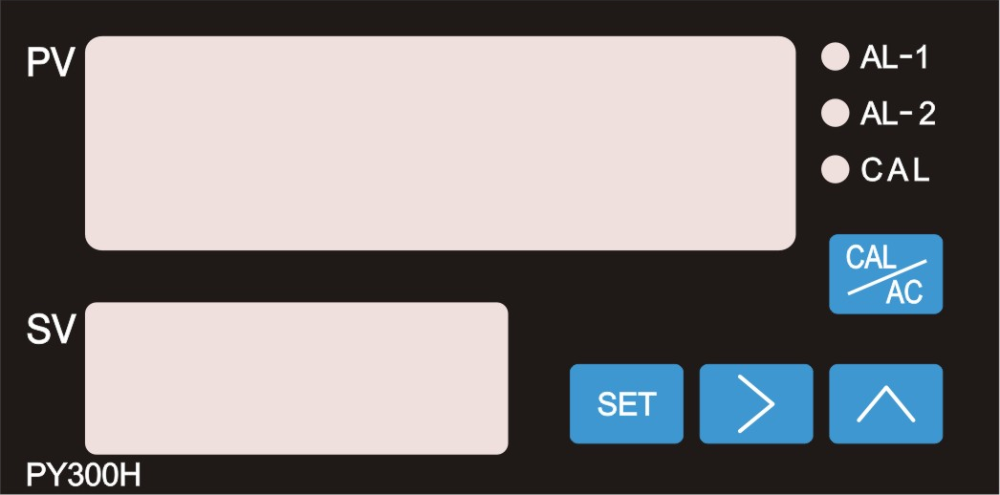 PV
AL-1
AL-2
CAL
CAL
AC
SV
SET
PY300H